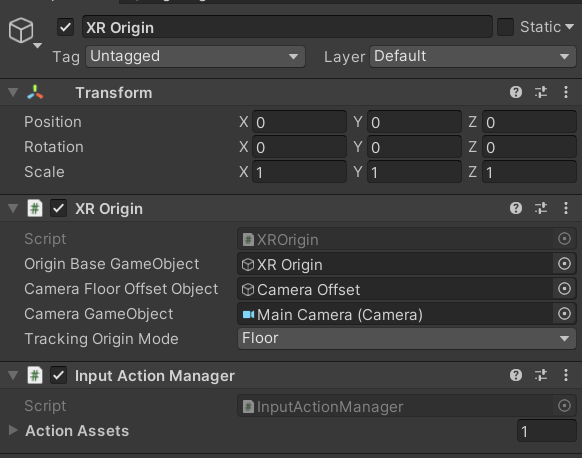 XR Origin Static
Tag Untagged Layer Default
Transform
Position X 0 Y 0 Z 0
Rotation X 0 Y 0 Z 0
Scale X 1 Y 1 Z 1
# XR Origin
Script # XROrigin
Origin Base GameObject XR Origin
Camera Floor Offset Object Camera Offset
Camera GameObject Main Camera (Camera)
Tracking Origin Mode Floor
# Input Action Manager
Script # InputActionManager
Action Assets 1